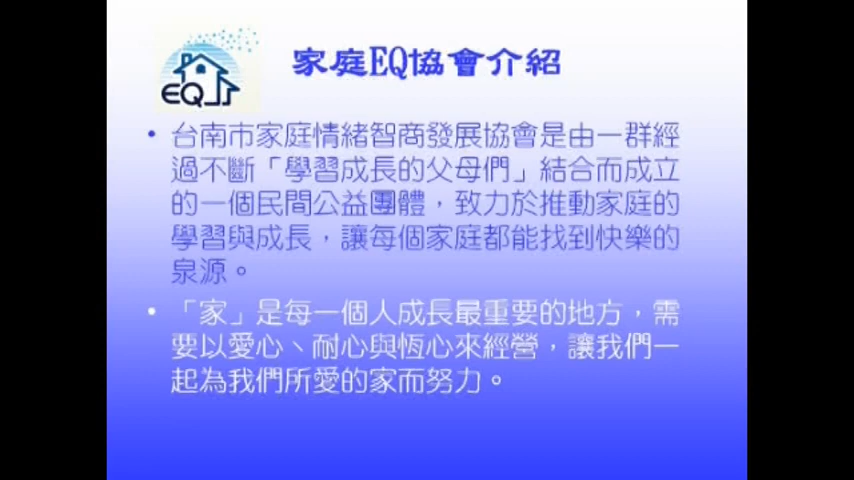 家庭EQ協會介紹
EQ
• 台南市家庭情緒智商發展協會是由一群經
過不斷「學習成長的父母們」結合而成立
的一個民間公益團體，致力於推動家庭的
學習與成長，讓每個家庭都能找到快樂的
泉源。
• 「家」是每一個人成長最重要的地方，需
要以愛心、耐心與恆心來經營，讓我們一
起為我們所愛的家而努力。